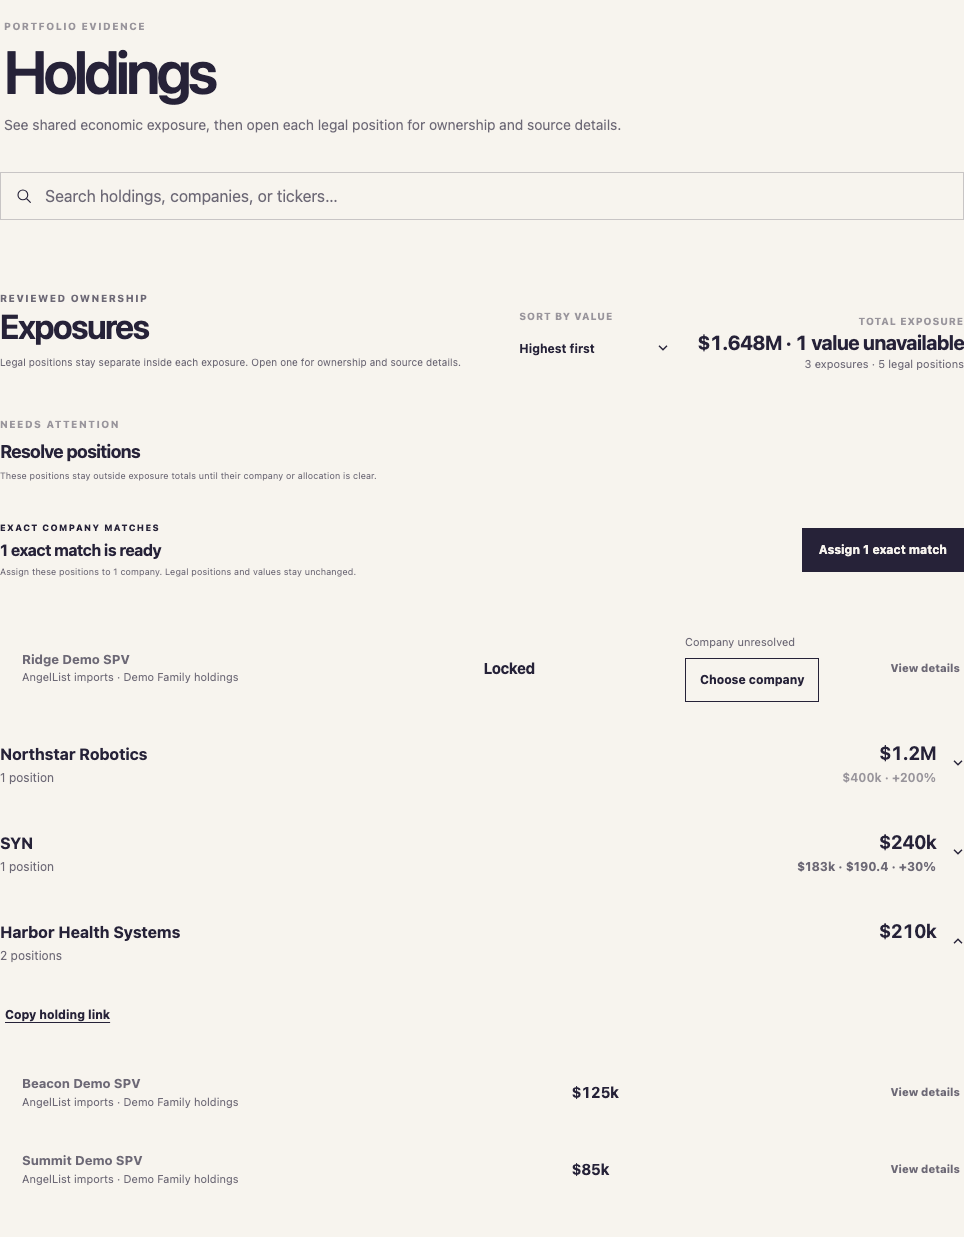 PORTFOLIO EVIDENCE
Holdings
See shared economic exposure, then open each legal position for ownership and source details.
Search holdings, companies, or tickers...
REVIEWED OWNERSHIP
Exposures
Legal positions stay separate inside each exposure. Open one for ownership and source details.
SORT BY VALUE
Highest first
TOTAL EXPOSURE
$1.648M · 1 value unavailable
3 exposures · 5 legal positions
NEEDS ATTENTION
Resolve positions
These positions stay outside exposure totals until their company or allocation is clear.
EXACT COMPANY MATCHES
1 exact match is ready
Assign these positions to 1 company. Legal positions and values stay unchanged.
Assign 1 exact match
Ridge Demo SPV
AngelList imports · Demo Family holdings
Locked
Company unresolved
Choose company
View details
Northstar Robotics
1 position
$1.2M
$400k · +200%
SYN
1 position
$240k
$183k · $190.4 · +30%
Harbor Health Systems
2 positions
$210k
Copy holding link
Beacon Demo SPV
AngelList imports · Demo Family holdings
$125k
View details
Summit Demo SPV
AngelList imports · Demo Family holdings
$85k
View details